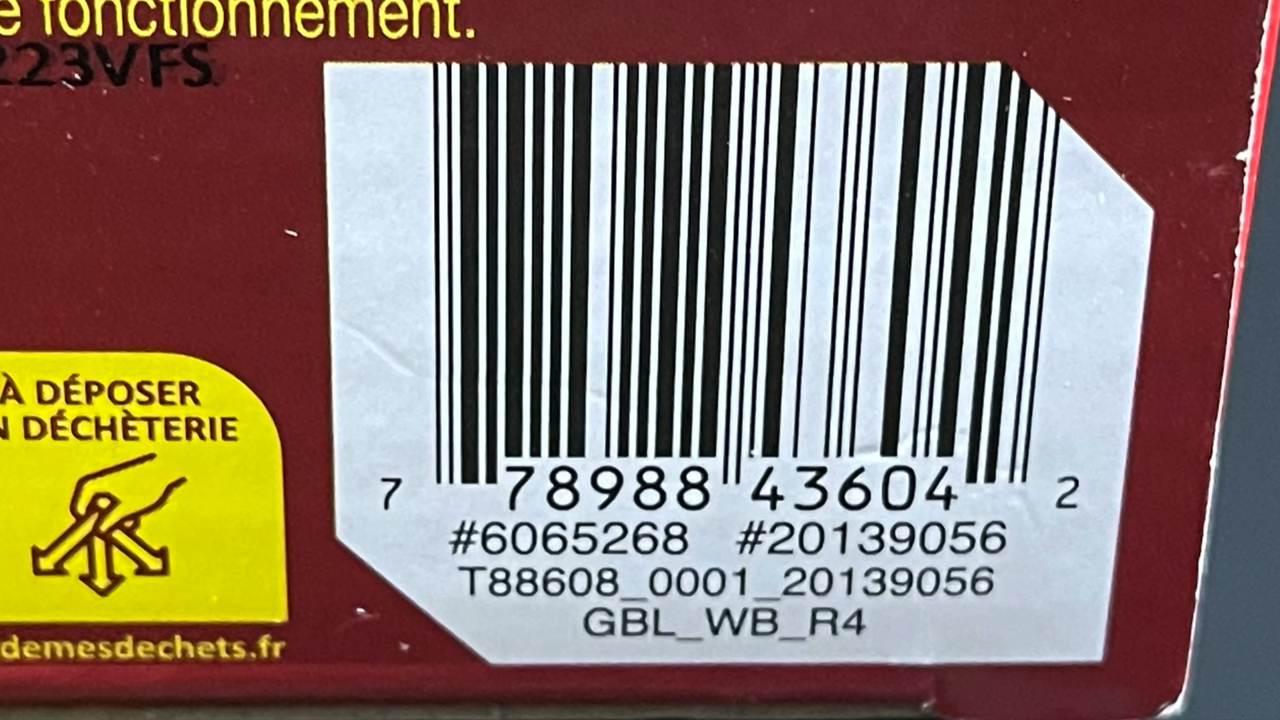 fonctionnement.
223VFS
7 78988 43604 2
#6065268 #20139056
T88608_0001_20139056
GBL_WB_R4
À DÉPOSER
N DÉCHÈTERIE
demesdechets.fr